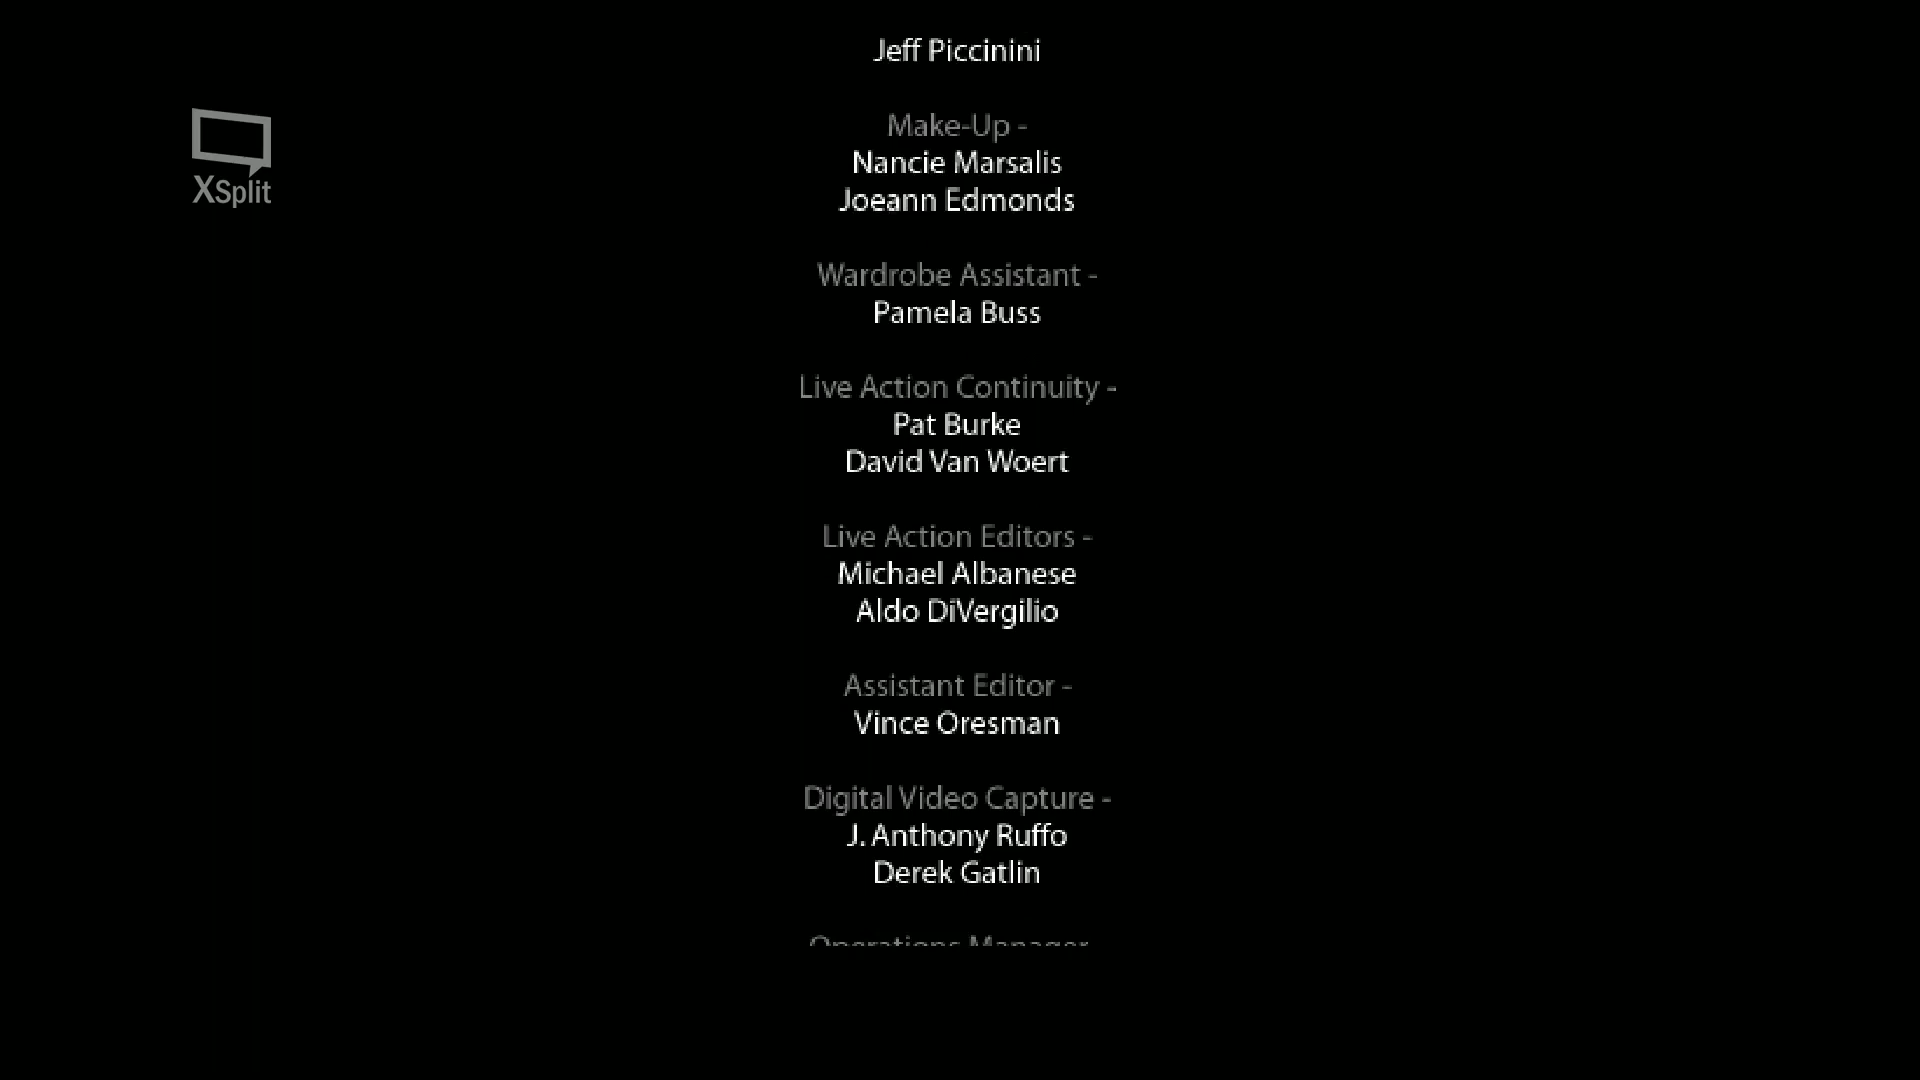 Jeff Piccinini
XSplit
Make-Up -
Nancie Marsalis
Joeann Edmonds
Wardrobe Assistant -
Pamela Buss
Live Action Continuity -
Pat Burke
David Van Woert
Live Action Editors -
Michael Albanese
Aldo DiVergilio
Assistant Editor -
Vince Oresman
Digital Video Capture -
J. Anthony Ruffo
Derek Gatlin
Operations Manager